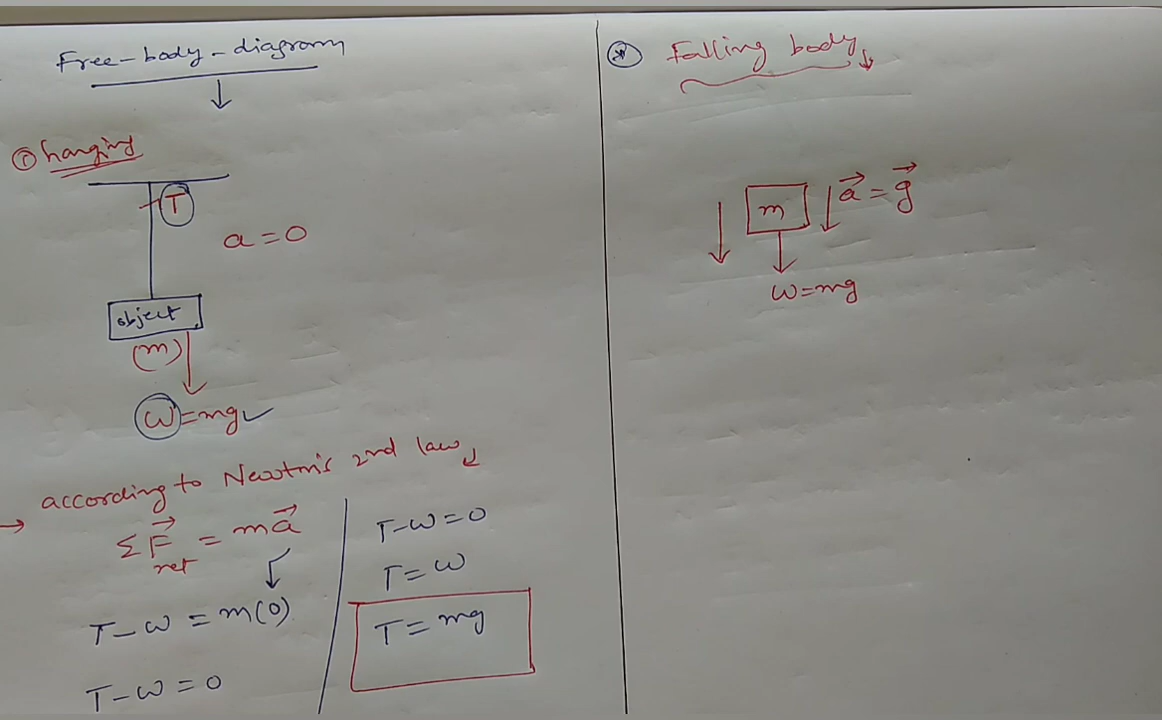 Free-body-diagram
① hanging
T
a = 0
object
(m)
W = mg
according to Newton's 2nd law
ΣF⃗net = ma⃗
T-W = m(0)
T-W = 0
T-W = 0
T = W
T = mg
Falling body
m
a⃗ = g⃗
W = mg